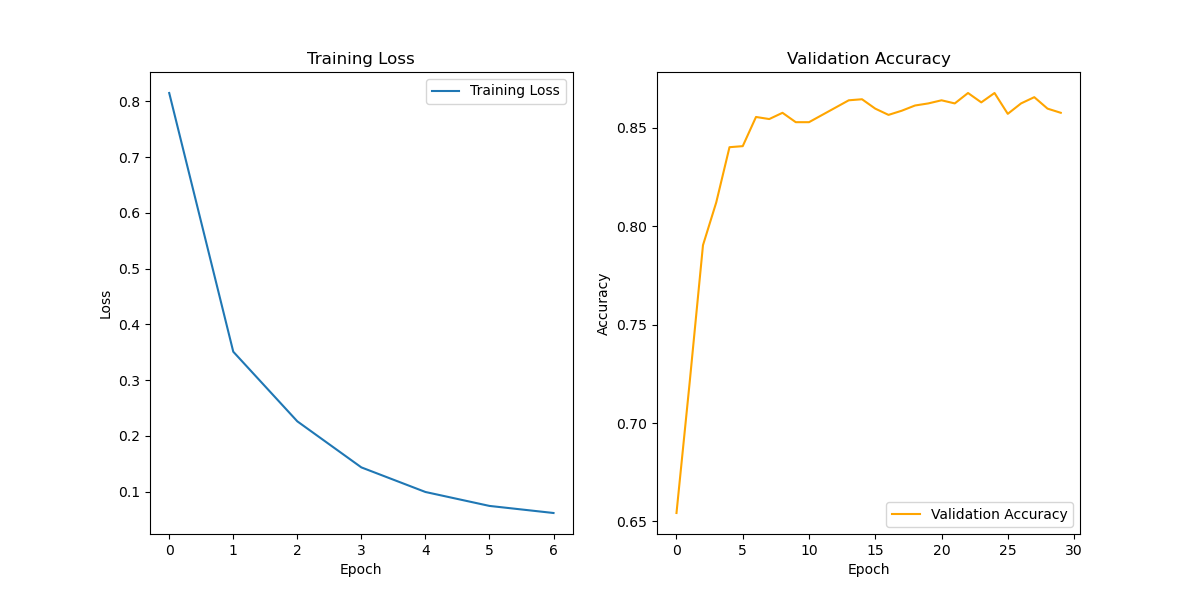 Training Loss
Training Loss
0.8
0.7
0.6
0.5
0.4
0.3
0.2
0.1
Loss
0 1 2 3 4 5 6
Epoch
Validation Accuracy
0.85
0.80
0.75
0.70
0.65
Accuracy
Validation Accuracy
0 5 10 15 20 25 30
Epoch